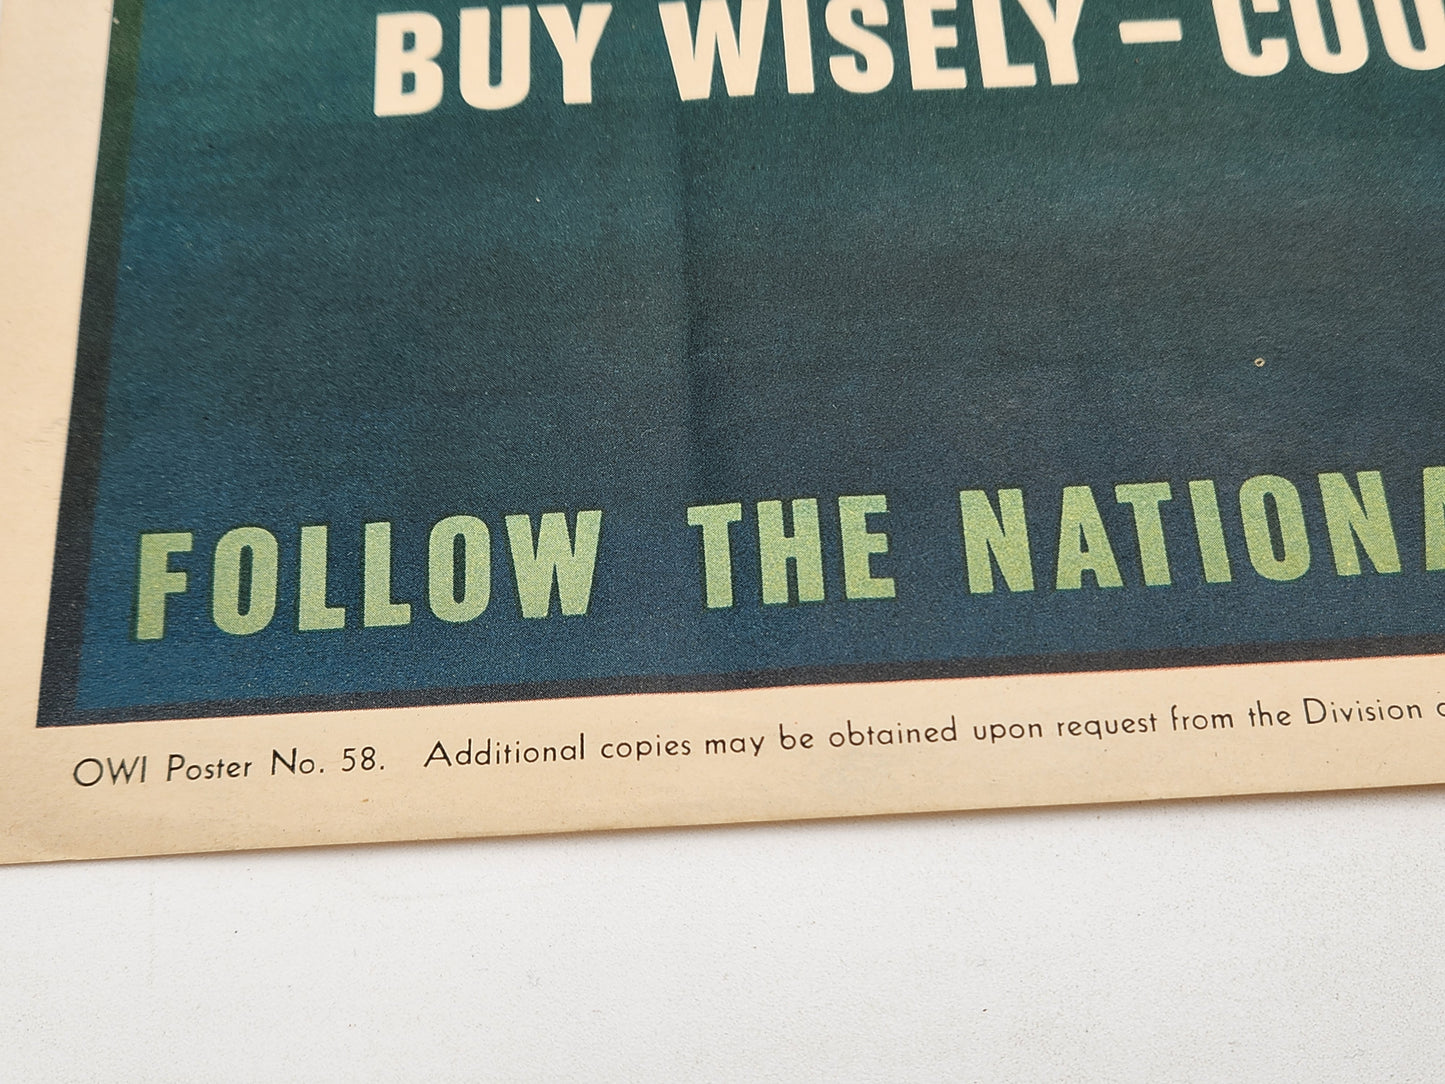 BUY WISELY – COO
FOLLOW THE NATIONA
OWI Poster No. 58. Additional copies may be obtained upon request from the Division